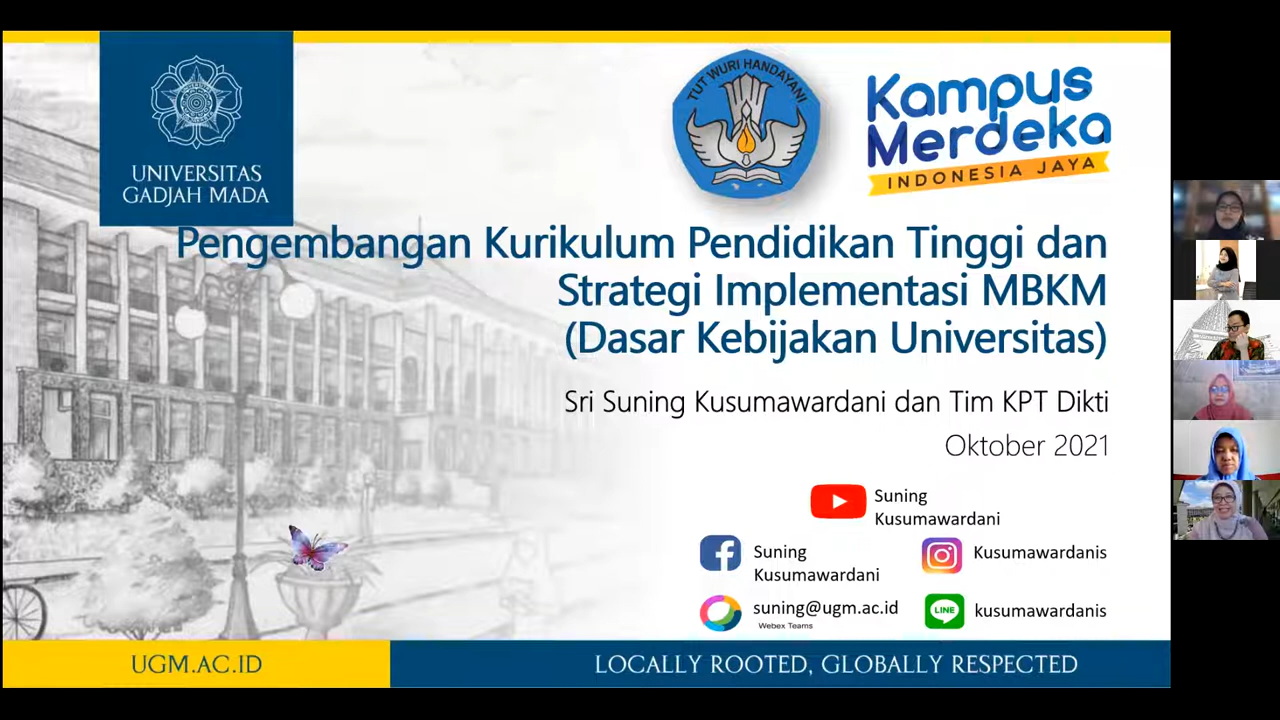 UNIVERSITAS
GADJAH MADA
TUT WURI HANDAYANI
Kampus
Merdeka
INDONESIA JAYA
Pengembangan Kurikulum Pendidikan Tinggi dan
Strategi Implementasi MBKM
(Dasar Kebijakan Universitas)
Sri Suning Kusumawardani dan Tim KPT Dikti
Oktober 2021
Suning
Kusumawardani
Suning
Kusumawardani
Kusumawardanis
suning@ugm.ac.id
Webex Teams
LINE
kusumawardanis
UGM.AC.ID
LOCALLY ROOTED, GLOBALLY RESPECTED